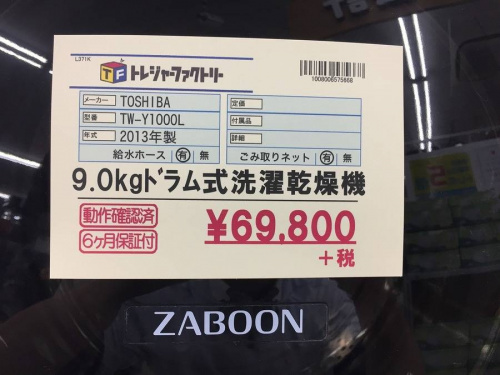 L371K
TF トレジャーファクトリー
1008006575668
メーカー TOSHIBA 定価
型番 TW-Y1000L 付属品
年式 2013年製 詳細
給水ホース 有 無 ごみ取りネット 有 無
9.0kgドラム式洗濯乾燥機
動作確認済
6ヶ月保証付
¥69,800
+税
ZABOON